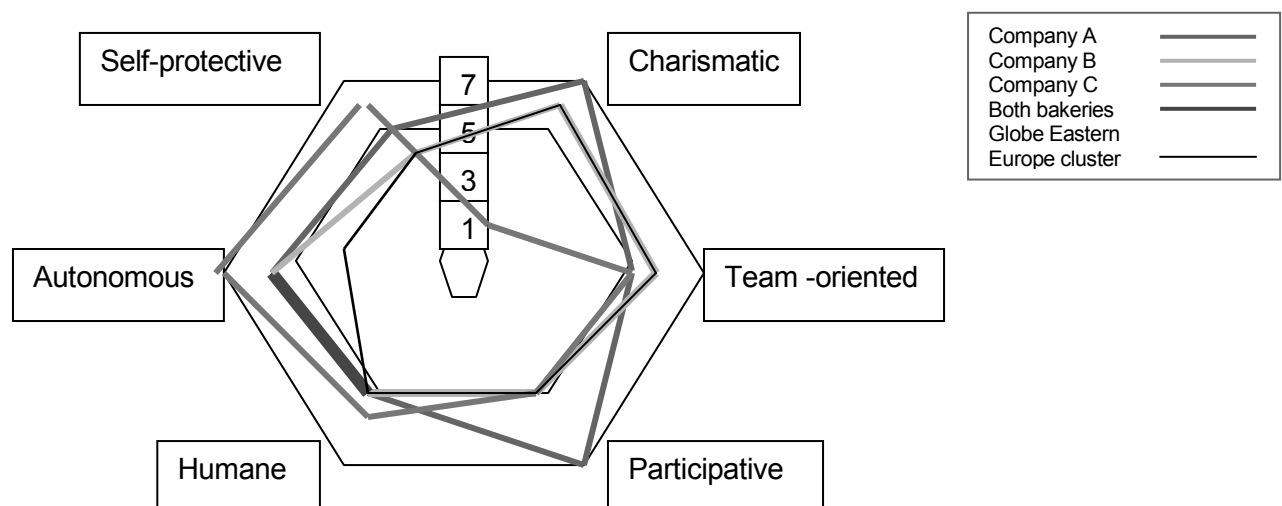 Self-protective
Charismatic
7
5
3
1
Autonomous
Team -oriented
Humane
Participative
Company A
Company B
Company C
Both bakeries
Globe Eastern
Europe cluster